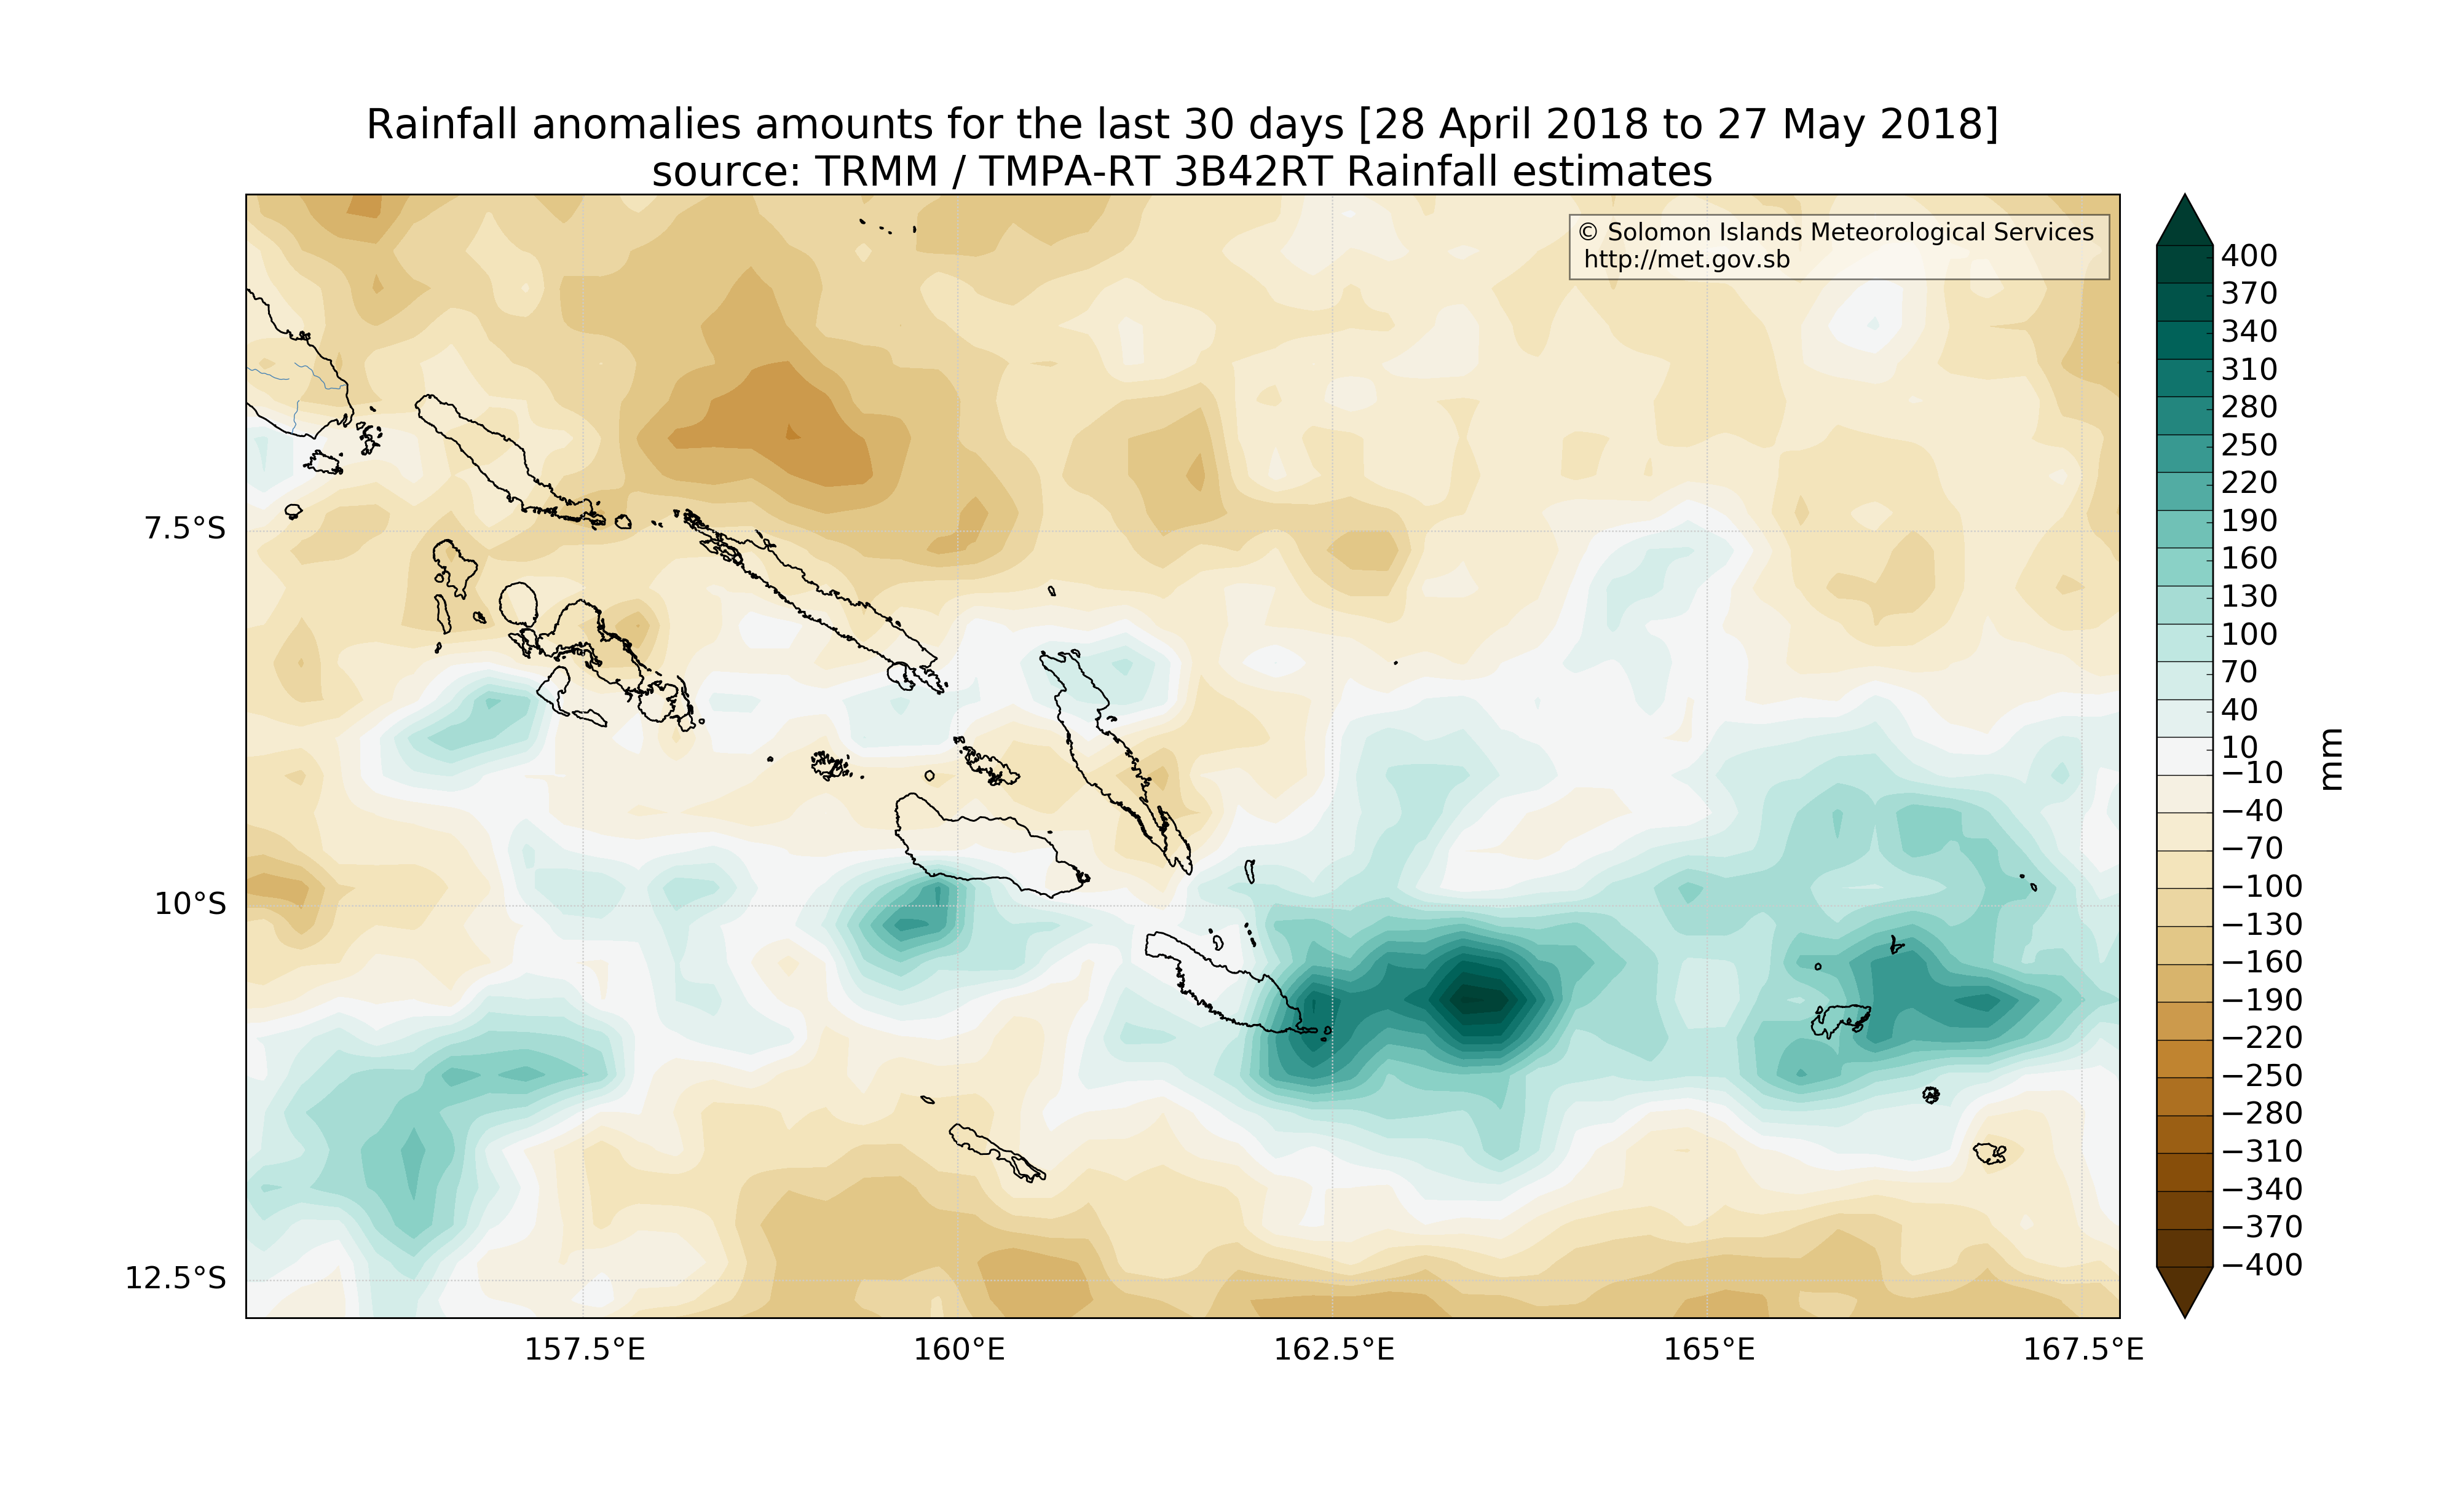 Rainfall anomalies amounts for the last 30 days [28 April 2018 to 27 May 2018]
source: TRMM / TMPA-RT 3B42RT Rainfall estimates
© Solomon Islands Meteorological Services
http://met.gov.sb
7.5°S
10°S
12.5°S
157.5°E
160°E
162.5°E
165°E
167.5°E
400
370
340
310
280
250
220
190
160
130
100
70
40
10
−10
−40
−70
−100
−130
−160
−190
−220
−250
−280
−310
−340
−370
−400
mm